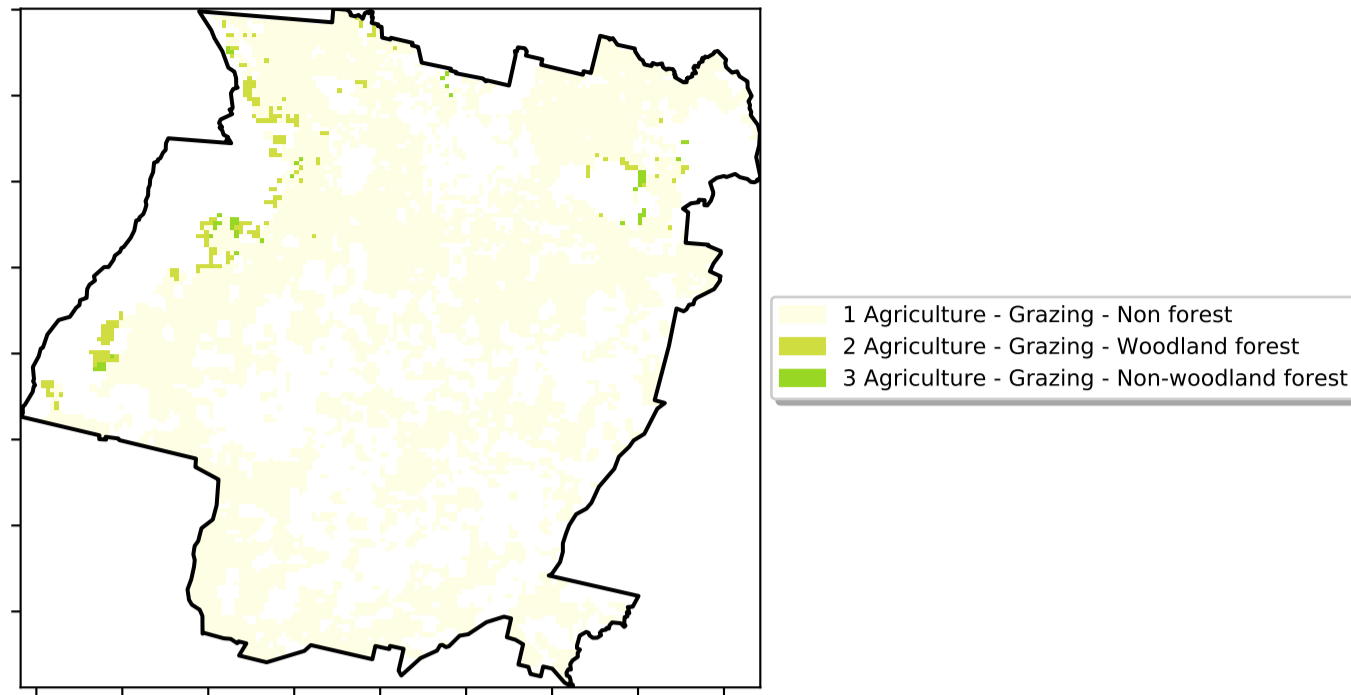 1 Agriculture - Grazing - Non forest
2 Agriculture - Grazing - Woodland forest
3 Agriculture - Grazing - Non-woodland forest